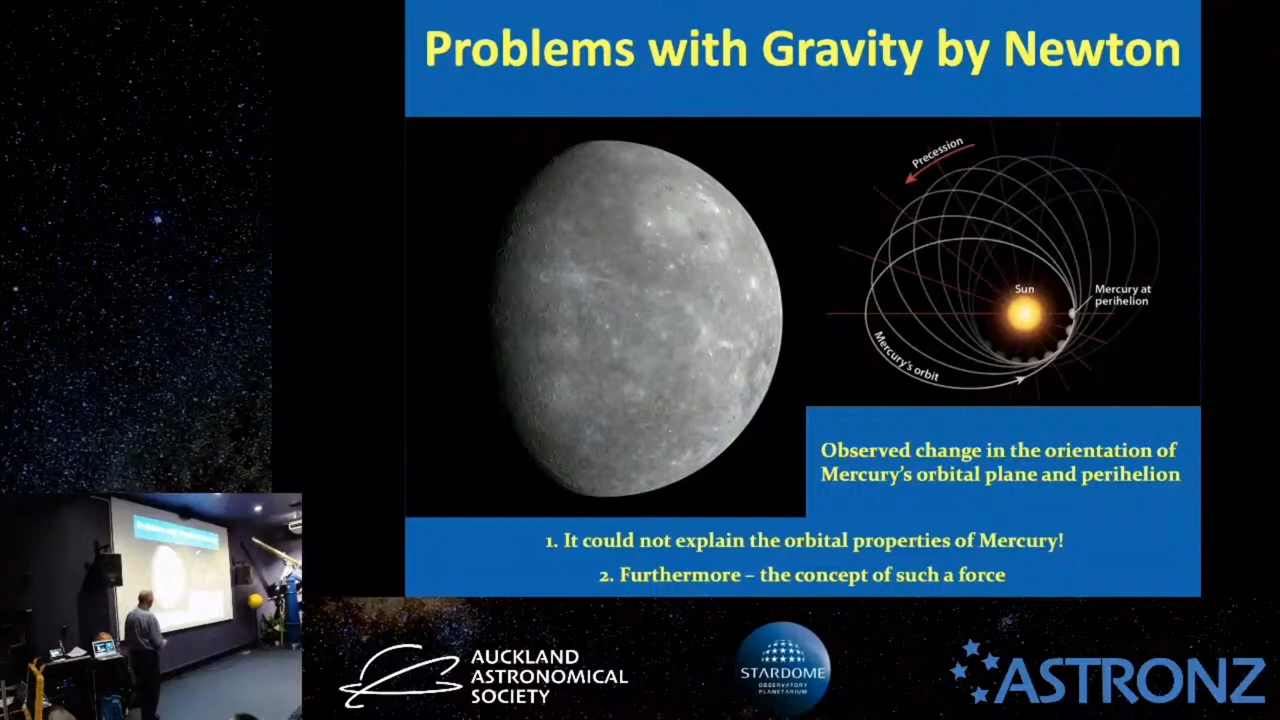 Problems with Gravity by Newton
Precession
Sun
Mercury at
perihelion
Mercury's orbit
Observed change in the orientation of
Mercury's orbital plane and perihelion
1. It could not explain the orbital properties of Mercury!
2. Furthermore – the concept of such a force
AUCKLAND
ASTRONOMICAL
SOCIETY
STARDOME
OBSERVATORY
PLANETARIUM
ASTRONZ